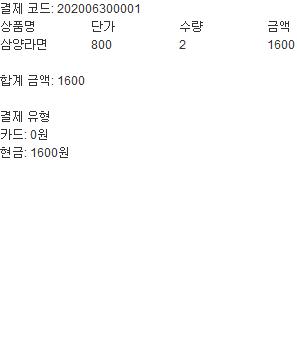 결제 코드: 202006300001
상품명 단가 수량 금액
삼양라면 800 2 1600
합계 금액: 1600
결제 유형
카드: 0원
현금: 1600원